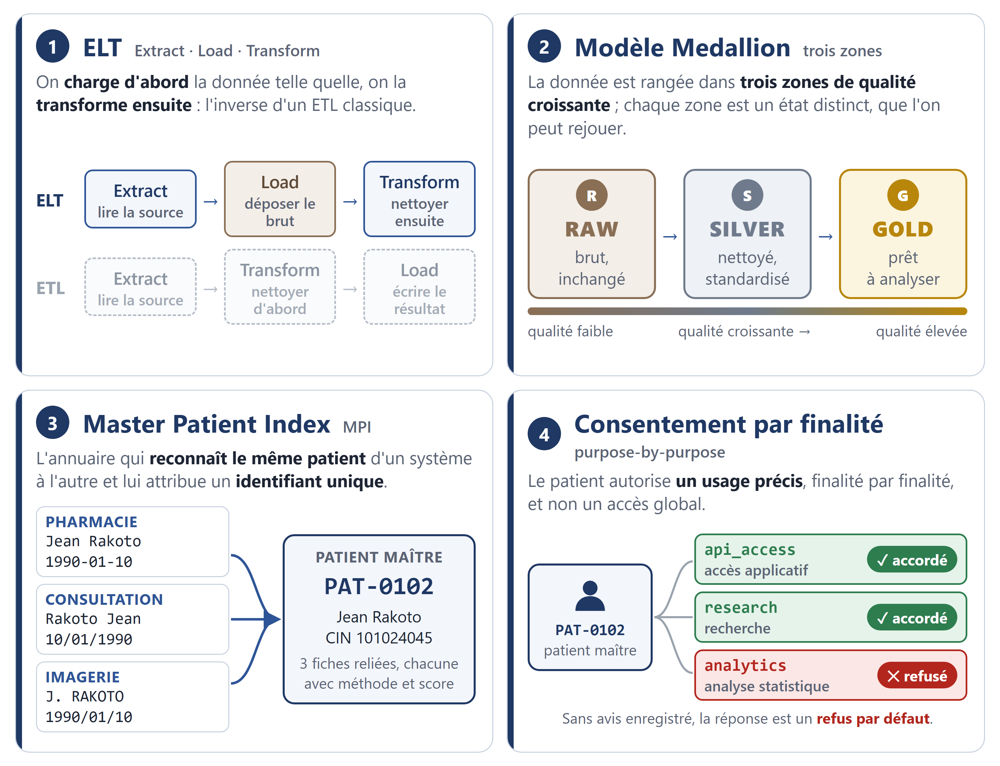 1 ELT Extract · Load · Transform
On charge d'abord la donnée telle quelle, on la
transforme ensuite : l'inverse d'un ETL classique.
ELT
Extract
lire la source
→
Load
déposer le
brut
→
Transform
nettoyer
ensuite
ETL
Extract
lire la source
→
Transform
nettoyer
d'abord
→
Load
écrire le
résultat
2 Modèle Medallion trois zones
La donnée est rangée dans trois zones de qualité
croissante ; chaque zone est un état distinct, que l'on
peut rejouer.
R
RAW
brut,
inchangé
→
S
SILVER
nettoyé,
standardisé
→
G
GOLD
prêt
à analyser
qualité faible qualité croissante → qualité élevée
3 Master Patient Index MPI
L'annuaire qui reconnaît le même patient d'un système
à l'autre et lui attribue un identifiant unique.
PHARMACIE
Jean Rakoto
1990-01-10
CONSULTATION
Rakoto Jean
10/01/1990
IMAGERIE
J. RAKOTO
1990/01/10
PATIENT MAÎTRE
PAT-0102
Jean Rakoto
CIN 101024045
3 fiches reliées, chacune
avec méthode et score
4 Consentement par finalité
purpose-by-purpose
Le patient autorise un usage précis, finalité par finalité,
et non un accès global.
PAT-0102
patient maître
api_access
accès applicatif
✓ accordé
research
recherche
✓ accordé
analytics
analyse statistique
✕ refusé
Sans avis enregistré, la réponse est un refus par défaut.